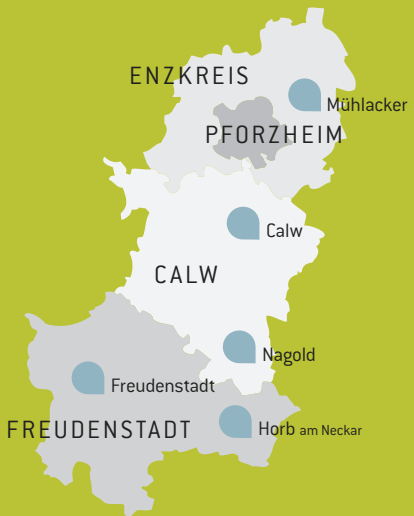 ENZKREIS
Mühlacker
PFORZHEIM
Calw
CALW
Nagold
Freudenstadt
FREUDENSTADT
Horb am Neckar